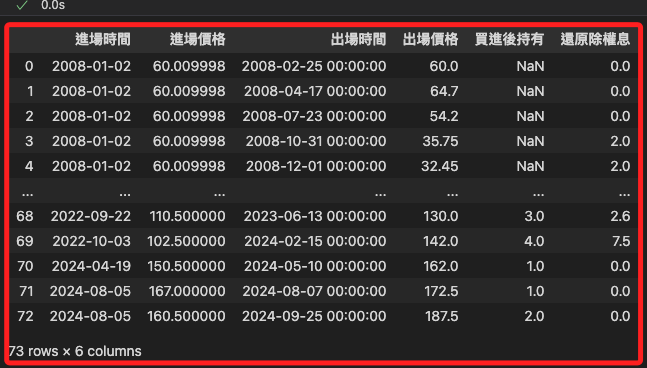 0.0s
進場時間 進場價格 出場時間 出場價格 買進後持有 還原除權息
0 2008-01-02 60.009998 2008-02-25 00:00:00 60.0 NaN 0.0
1 2008-01-02 60.009998 2008-04-17 00:00:00 64.7 NaN 0.0
2 2008-01-02 60.009998 2008-07-23 00:00:00 54.2 NaN 0.0
3 2008-01-02 60.009998 2008-10-31 00:00:00 35.75 NaN 2.0
4 2008-01-02 60.009998 2008-12-01 00:00:00 32.45 NaN 2.0
... ... ... ... ... ... ...
68 2022-09-22 110.500000 2023-06-13 00:00:00 130.0 3.0 2.6
69 2022-10-03 102.500000 2024-02-15 00:00:00 142.0 4.0 7.5
70 2024-04-19 150.500000 2024-05-10 00:00:00 162.0 1.0 0.0
71 2024-08-05 167.000000 2024-08-07 00:00:00 172.5 1.0 0.0
72 2024-08-05 160.500000 2024-09-25 00:00:00 187.5 2.0 0.0
73 rows × 6 columns